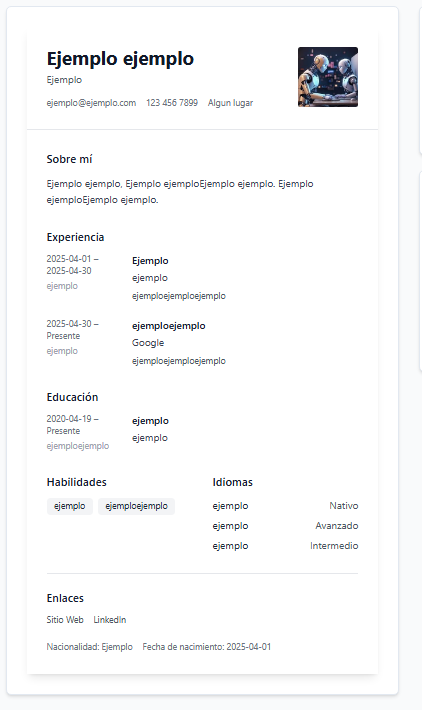 Ejemplo ejemplo
Ejemplo
ejemplo@ejemplo.com 123 456 7899 Algun lugar
Sobre mí
Ejemplo ejemplo, Ejemplo ejemploEjemplo ejemplo. Ejemplo
ejemploEjemplo ejemplo.
Experiencia
2025-04-01 –
2025-04-30
ejemplo
Ejemplo
ejemplo
ejemploejemploejemplo
2025-04-30 –
Presente
ejemplo
ejemploejemplo
Google
ejemploejemploejemplo
Educación
2020-04-19 –
Presente
ejemploejemplo
ejemplo
ejemplo
Habilidades
ejemplo ejemploejemplo
Idiomas
ejemplo Nativo
ejemplo Avanzado
ejemplo Intermedio
Enlaces
Sitio Web LinkedIn
Nacionalidad: Ejemplo Fecha de nacimiento: 2025-04-01